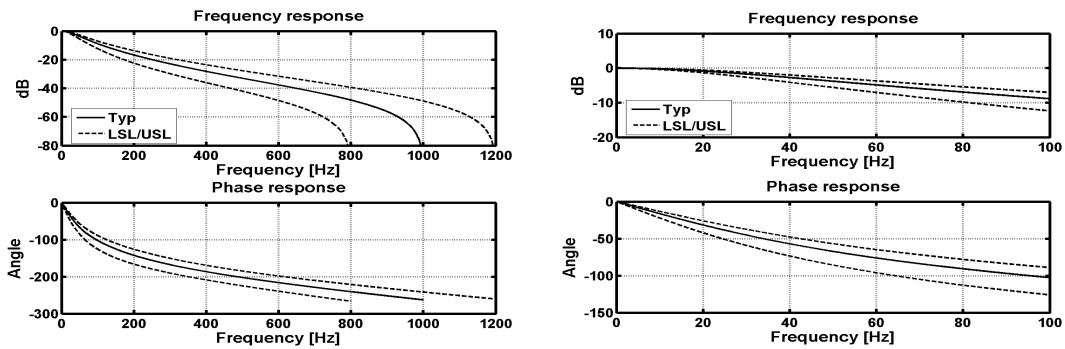 Frequency response
dB
0
-20
-40
-60
-80
Typ
LSL/USL
0 200 400 600 800 1000 1200
Frequency [Hz]
Frequency response
dB
10
0
-10
-20
Typ
LSL/USL
0 20 40 60 80 100
Frequency [Hz]
Phase response
Angle
0
-100
-200
-300
0 200 400 600 800 1000 1200
Frequency [Hz]
Phase response
Angle
0
-50
-100
-150
0 20 40 60 80 100
Frequency [Hz]